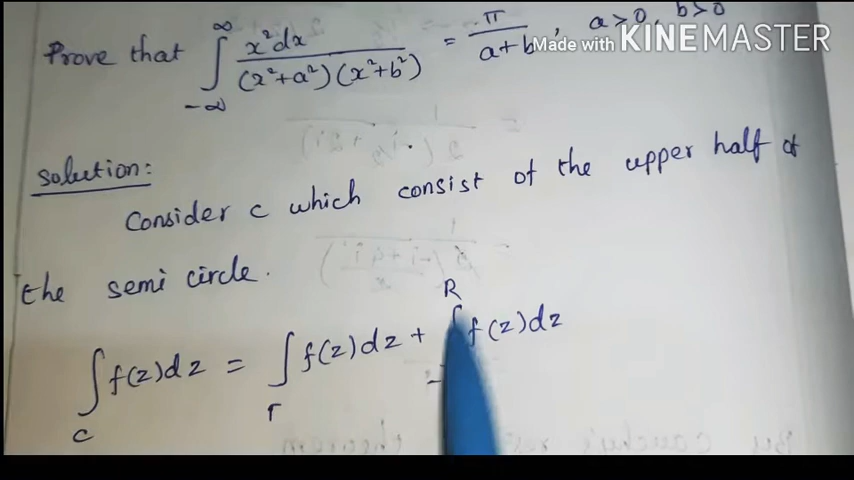 Prove that ∫_{-∞}^{∞} x²dx / (x²+a²)(x²+b²) = π / a+b, a>0, b>0
Made with KINEMASTER
Solution:
Consider c which consist of the upper half of
the semi circle.
∫_C f(z)dz = ∫_Γ f(z)dz + ∫^R f(z)dz